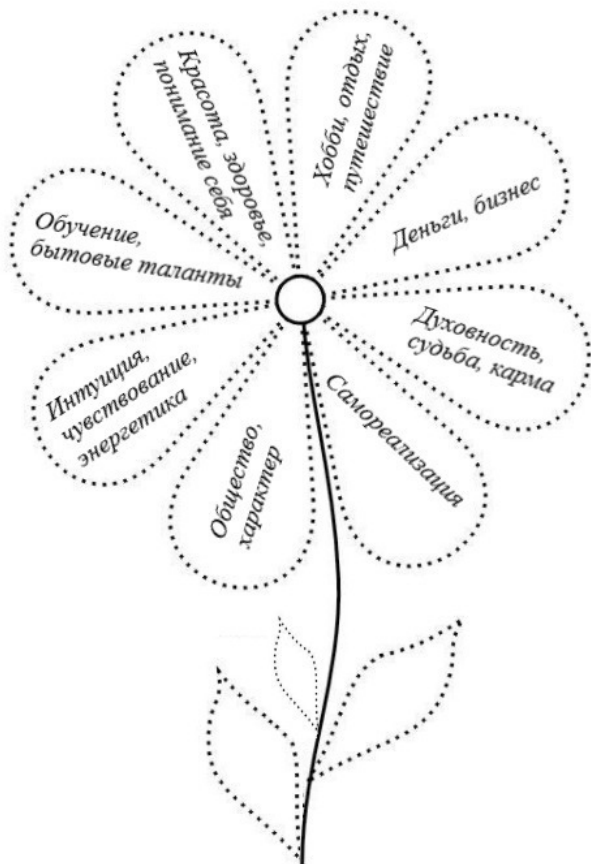 Красота, здоровье,
понимание
себя
Хобби, отдых,
путешествие
Деньги, бизнес
Духовность,
судьба, карма
Самореализация
Общество,
характер
Интуиция,
чувствование,
энергетика
Обучение,
бытовые таланты